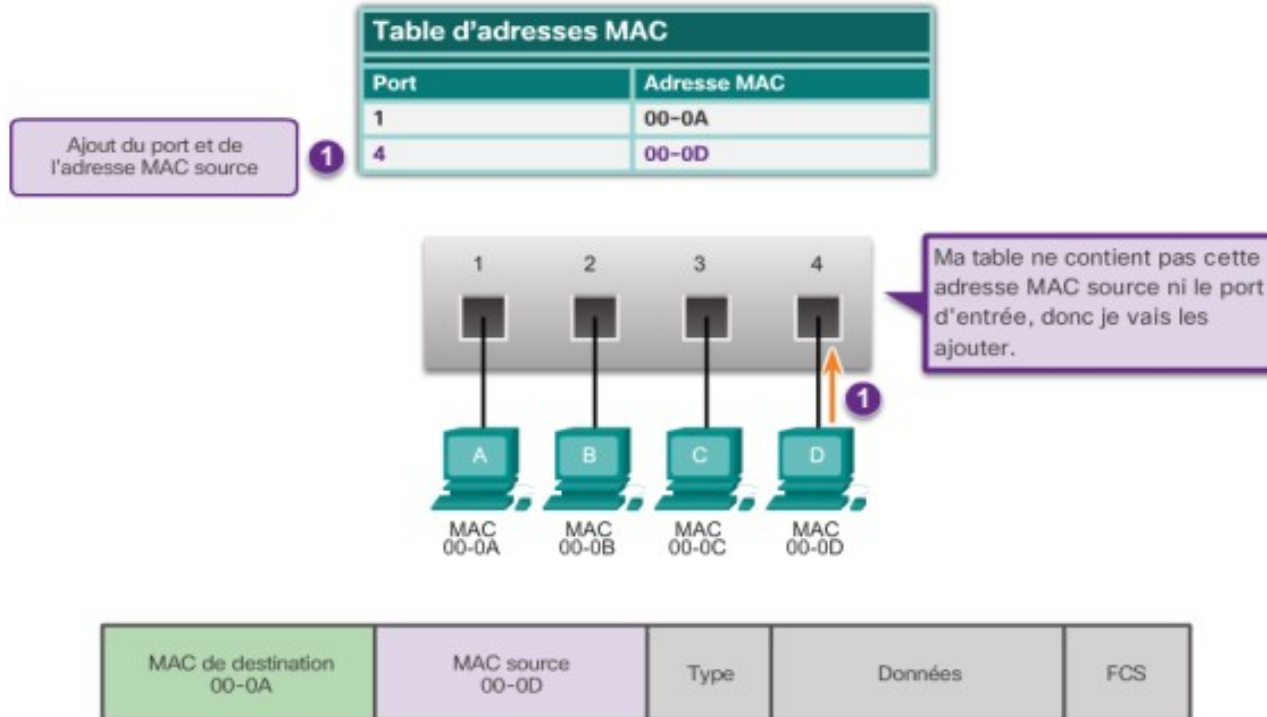 Table d'adresses MAC
Port Adresse MAC
1 00-0A
4 00-0D
Ajout du port et de
l'adresse MAC source
1
1 2 3 4
Ma table ne contient pas cette
adresse MAC source ni le port
d'entrée, donc je vais les
ajouter.
1
A B C D
MAC MAC MAC MAC
00-0A 00-0B 00-0C 00-0D
MAC de destination MAC source Type Données FCS
00-0A 00-0D